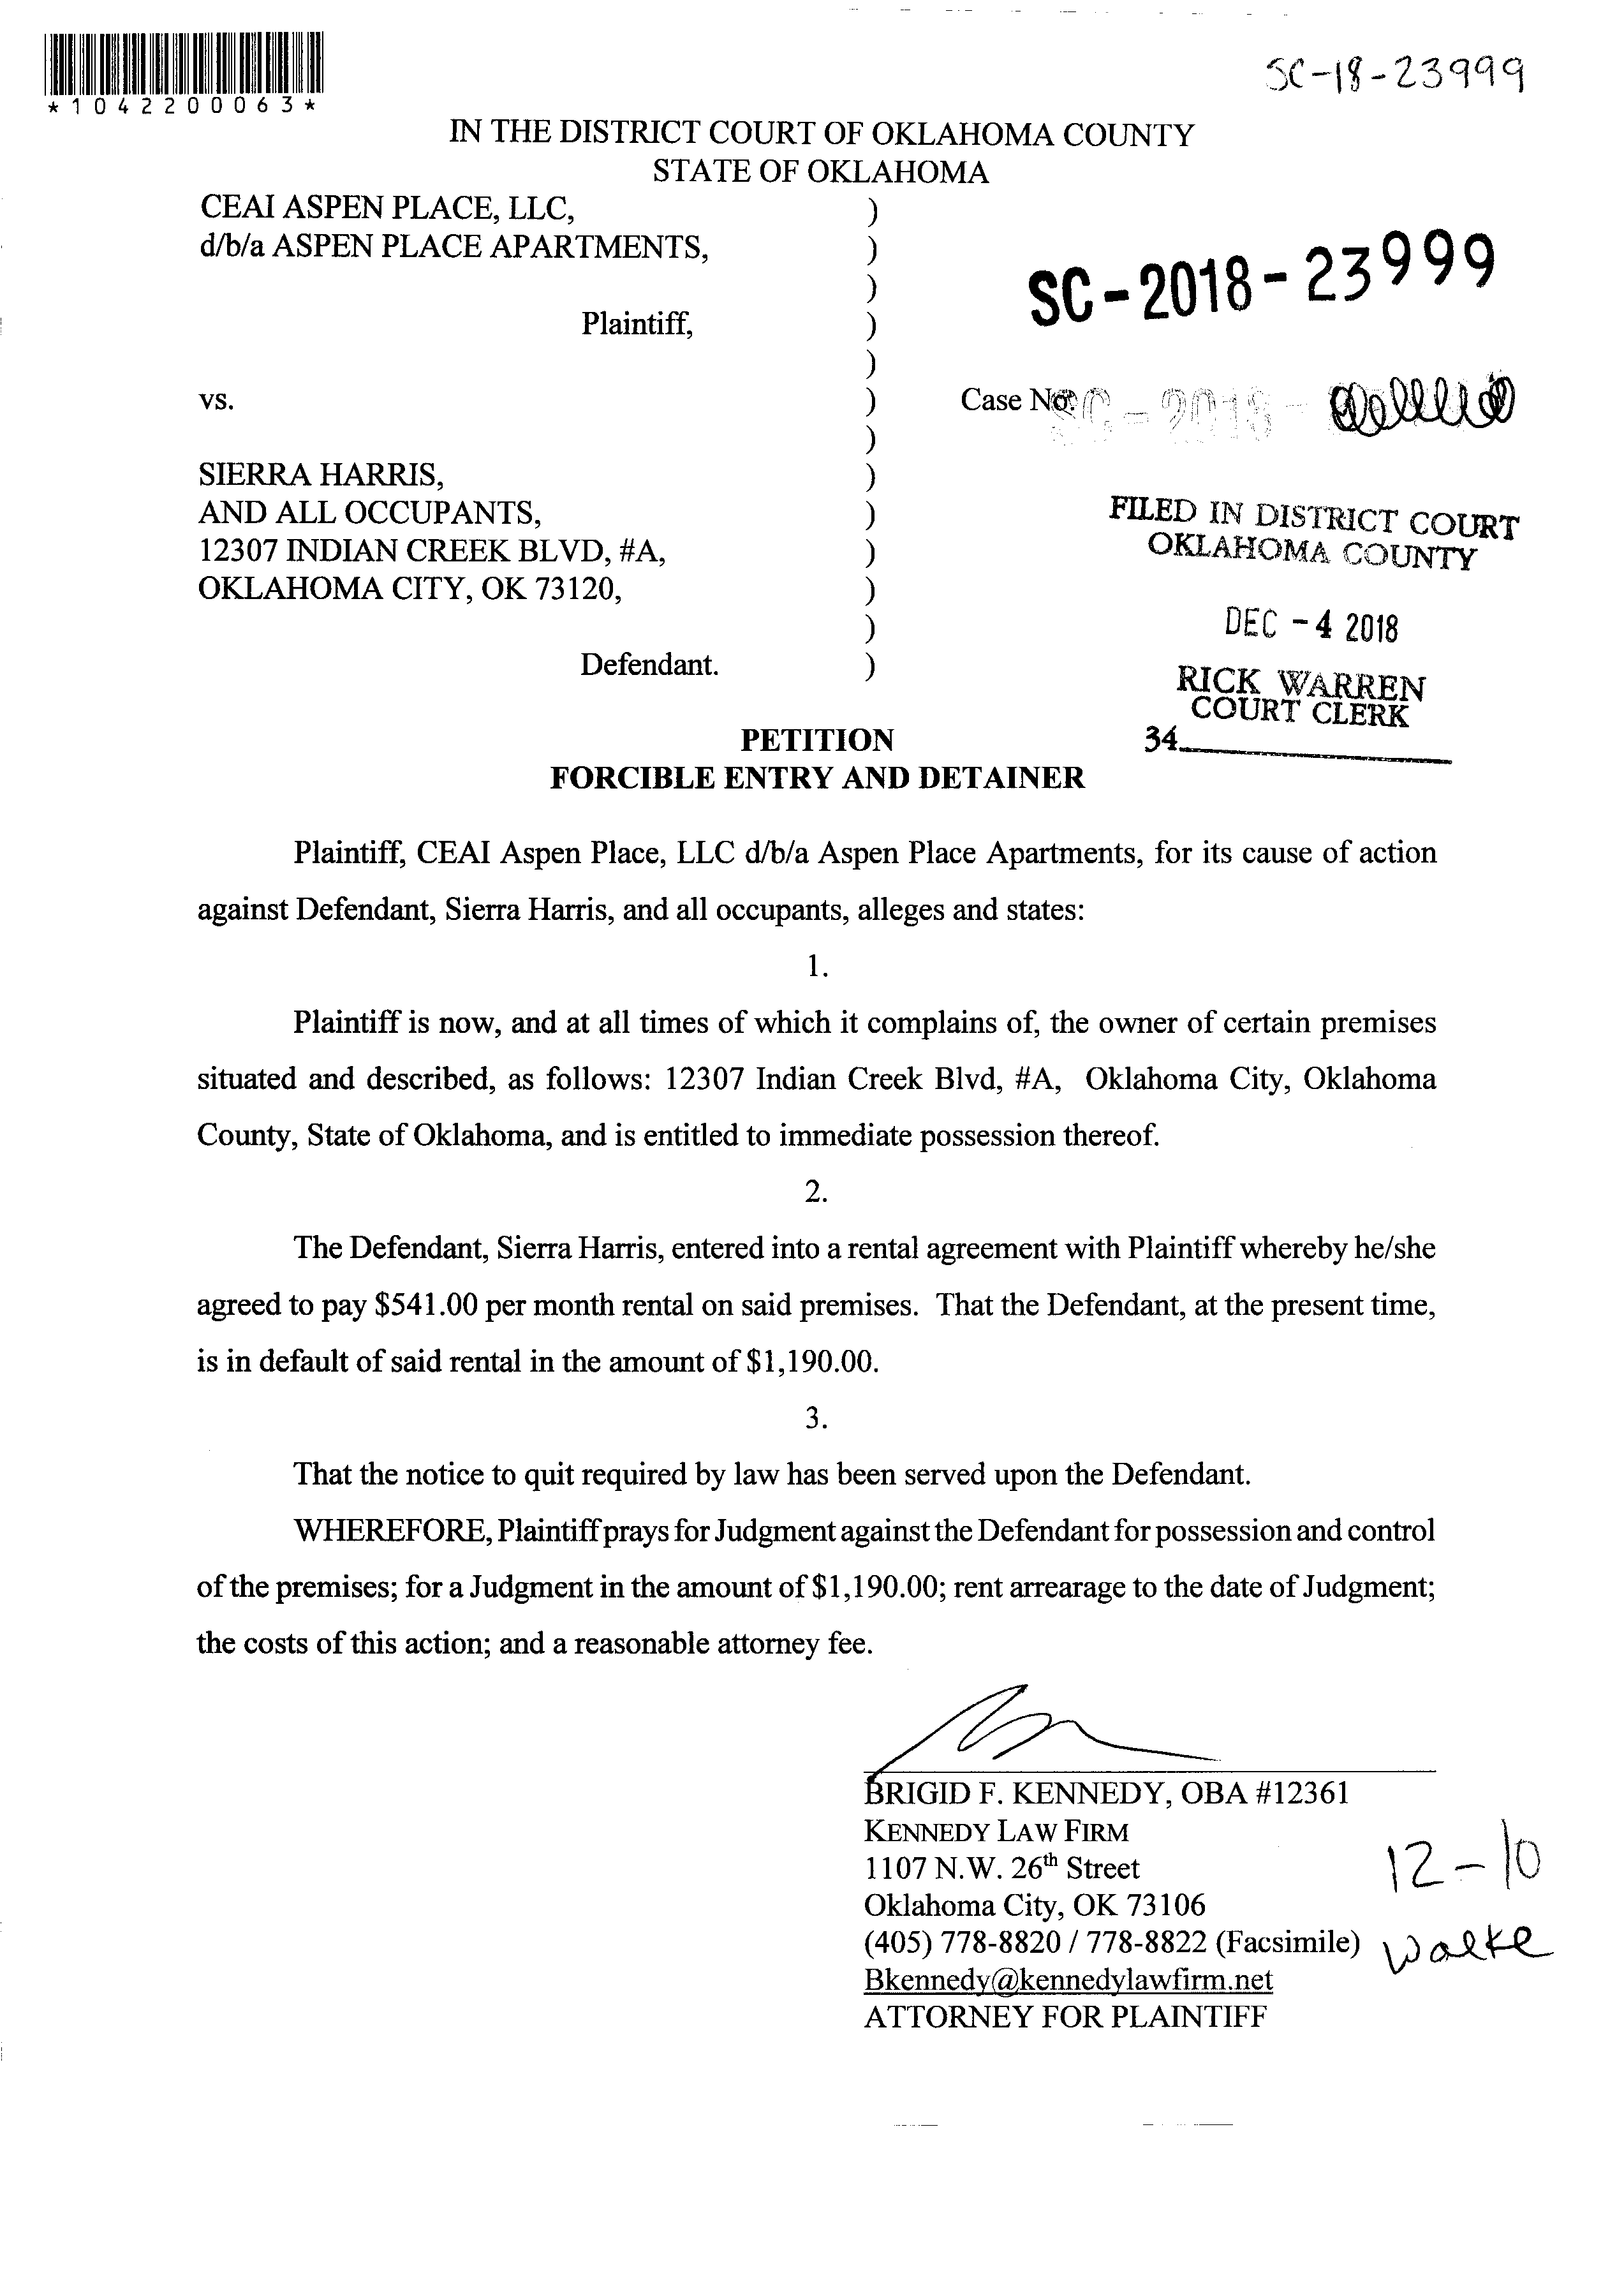 *1042200063*
SC-18-23999
IN THE DISTRICT COURT OF OKLAHOMA COUNTY
STATE OF OKLAHOMA
CEAI ASPEN PLACE, LLC, )
d/b/a ASPEN PLACE APARTMENTS, )
)
SC-2018-23999
Plaintiff, )
)
vs. ) Case No. SC-2018-
)
SIERRA HARRIS, )
AND ALL OCCUPANTS, )
12307 INDIAN CREEK BLVD, #A, )
OKLAHOMA CITY, OK 73120, )
)
Defendant. )
FILED IN DISTRICT COURT
OKLAHOMA COUNTY
DEC -4 2018
RICK WARREN
COURT CLERK
34
PETITION
FORCIBLE ENTRY AND DETAINER
Plaintiff, CEAI Aspen Place, LLC d/b/a Aspen Place Apartments, for its cause of action
against Defendant, Sierra Harris, and all occupants, alleges and states:
1.
Plaintiff is now, and at all times of which it complains of, the owner of certain premises
situated and described, as follows: 12307 Indian Creek Blvd, #A, Oklahoma City, Oklahoma
County, State of Oklahoma, and is entitled to immediate possession thereof.
2.
The Defendant, Sierra Harris, entered into a rental agreement with Plaintiff whereby he/she
agreed to pay $541.00 per month rental on said premises. That the Defendant, at the present time,
is in default of said rental in the amount of $1,190.00.
3.
That the notice to quit required by law has been served upon the Defendant.
WHEREFORE, Plaintiff prays for Judgment against the Defendant for possession and control
of the premises; for a Judgment in the amount of $1,190.00; rent arrearage to the date of Judgment;
the costs of this action; and a reasonable attorney fee.
BRIGID F. KENNEDY, OBA #12361
KENNEDY LAW FIRM
1107 N.W. 26th Street
Oklahoma City, OK 73106
(405) 778-8820 / 778-8822 (Facsimile)
Bkennedy@kennedylawfirm.net
ATTORNEY FOR PLAINTIFF
12-10
Walke